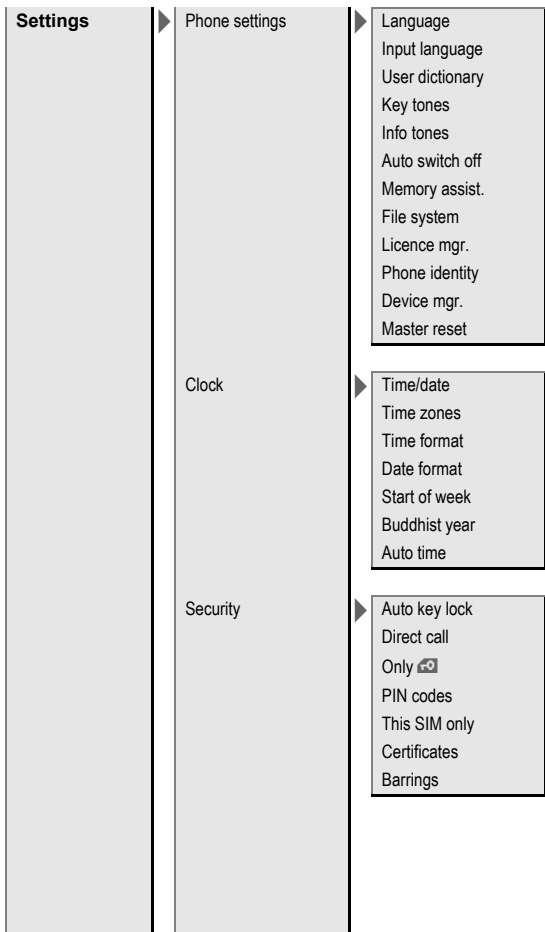 Settings
Phone settings
Language
Input language
User dictionary
Key tones
Info tones
Auto switch off
Memory assist.
File system
Licence mgr.
Phone identity
Device mgr.
Master reset
Clock
Time/date
Time zones
Time format
Date format
Start of week
Buddhist year
Auto time
Security
Auto key lock
Direct call
Only
PIN codes
This SIM only
Certificates
Barrings